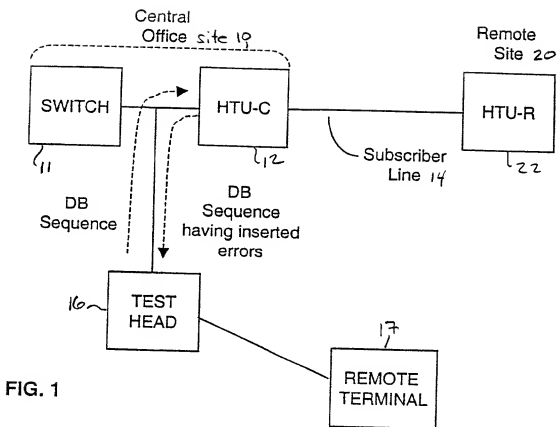 Central
Office site 19
Remote
Site 20
SWITCH
HTU-C
HTU-R
11
12
22
Subscriber
Line 14
DB
Sequence
DB
Sequence
having inserted
errors
16
TEST
HEAD
17
REMOTE
TERMINAL
FIG. 1